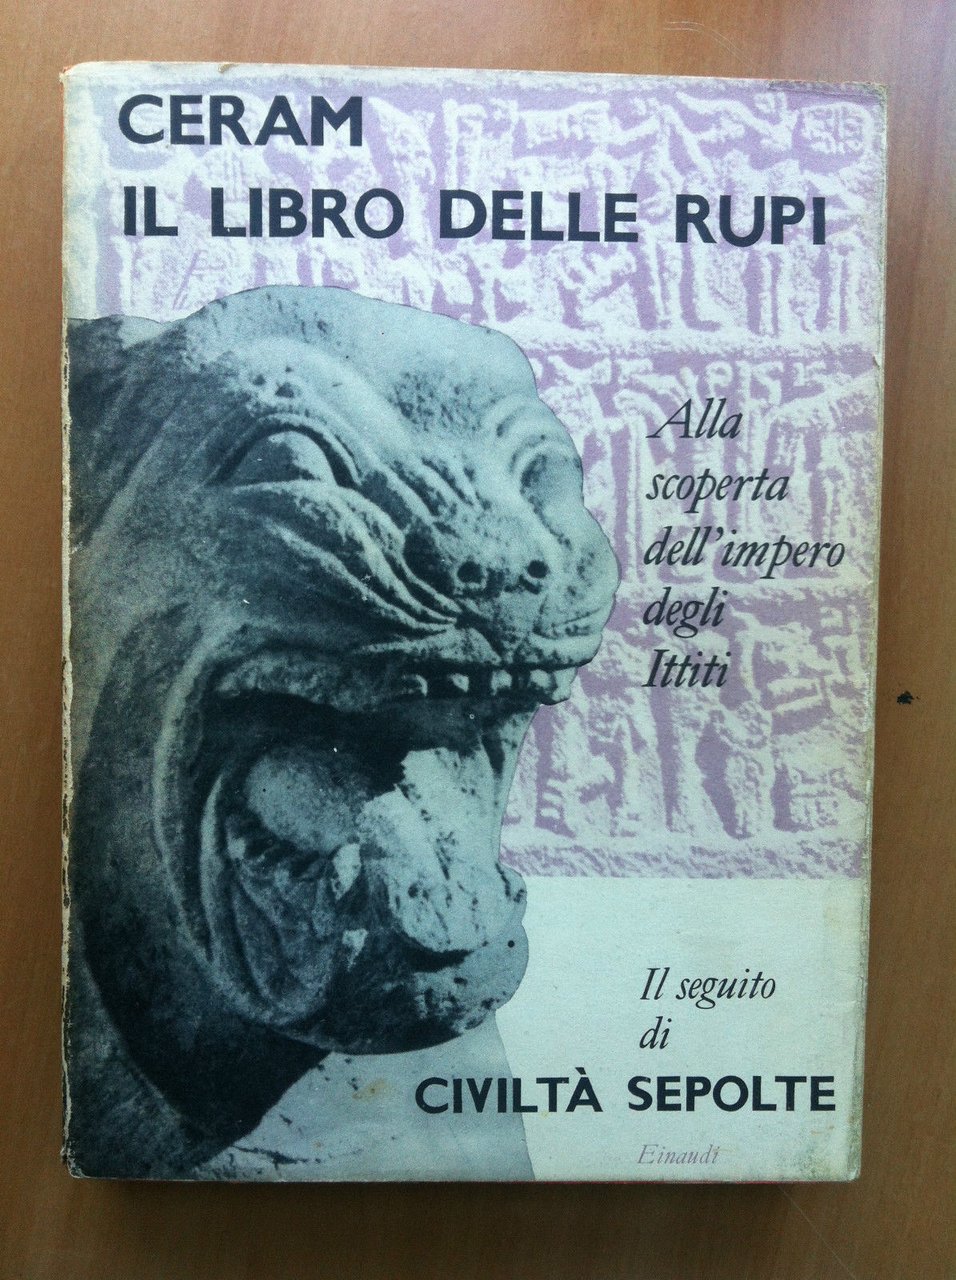 CERAM
IL LIBRO DELLE RUPI
Alla
scoperta
dell'impero
degli
Ittiti
Il seguito
di
CIVILTÀ SEPOLTE
Einaudi